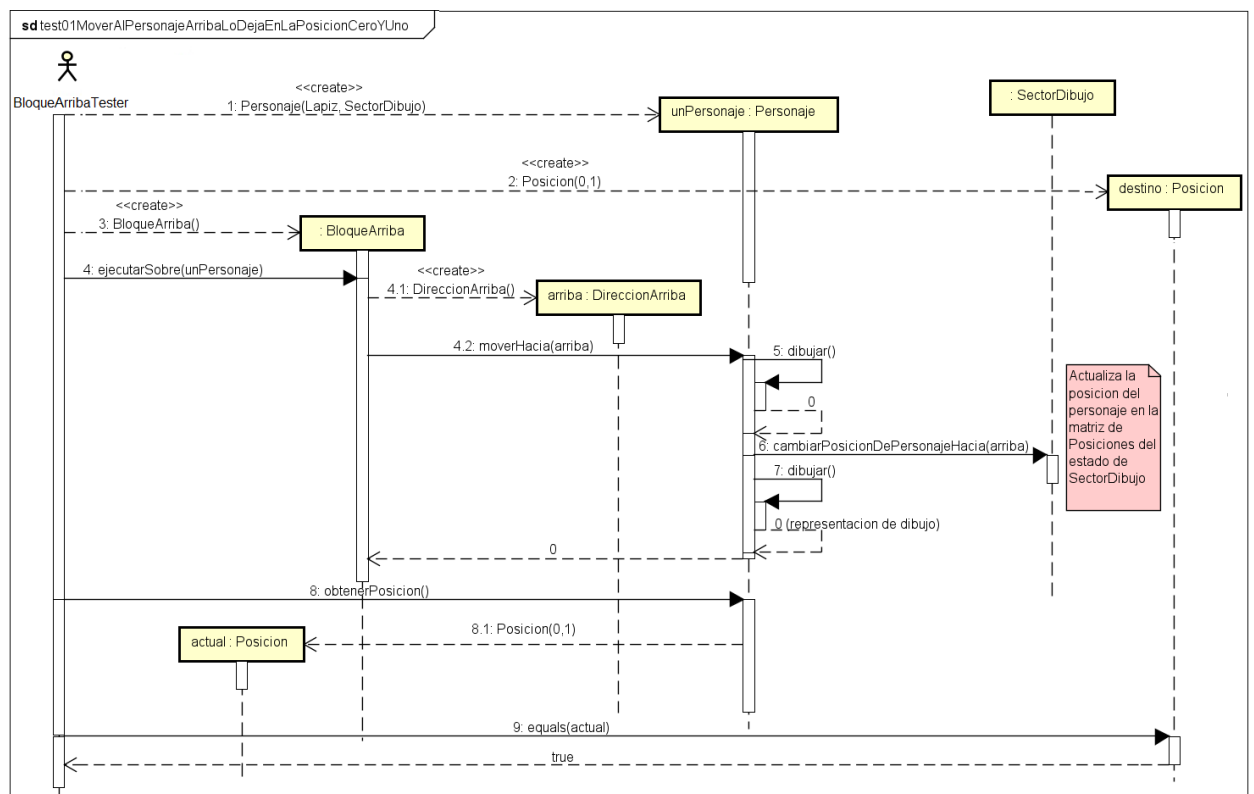 sd test01MoverAlPersonajeArribaLoDejaEnLaPosicionCeroYUno
BloqueArribaTester
<<create>>
1: Personaje(Lapiz, SectorDibujo)
unPersonaje : Personaje
: SectorDibujo
<<create>>
2: Posicion(0,1)
destino : Posicion
<<create>>
3: BloqueArriba()
: BloqueArriba
4: ejecutarSobre(unPersonaje)
<<create>>
4.1: DireccionArriba()
arriba : DireccionArriba
4.2: moverHacia(arriba)
5: dibujar()
0
Actualiza la
posicion del
personaje en la
matriz de
Posiciones del
estado de
SectorDibujo
6: cambiarPosicionDePersonajeHacia(arriba)
7: dibujar()
0 (representacion de dibujo)
0
8: obtenerPosicion()
8.1: Posicion(0,1)
actual : Posicion
9: equals(actual)
true